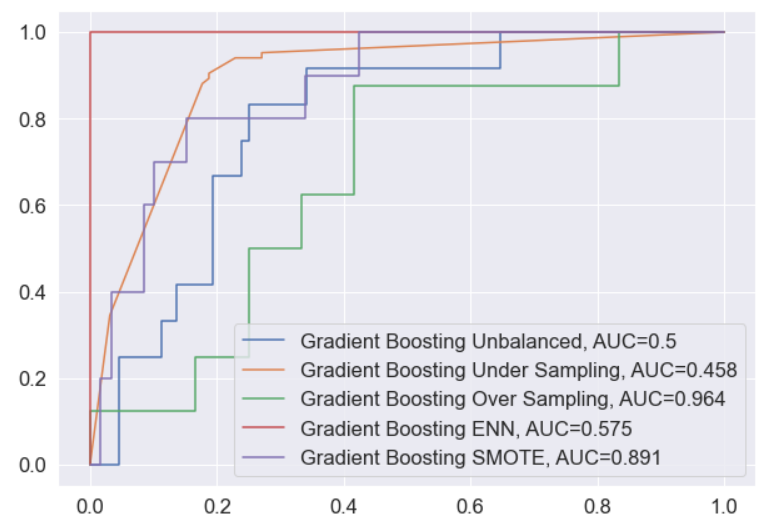 1.0
0.8
0.6
0.4
0.2
0.0
Gradient Boosting Unbalanced, AUC=0.5
Gradient Boosting Under Sampling, AUC=0.458
Gradient Boosting Over Sampling, AUC=0.964
Gradient Boosting ENN, AUC=0.575
Gradient Boosting SMOTE, AUC=0.891
0.0 0.2 0.4 0.6 0.8 1.0